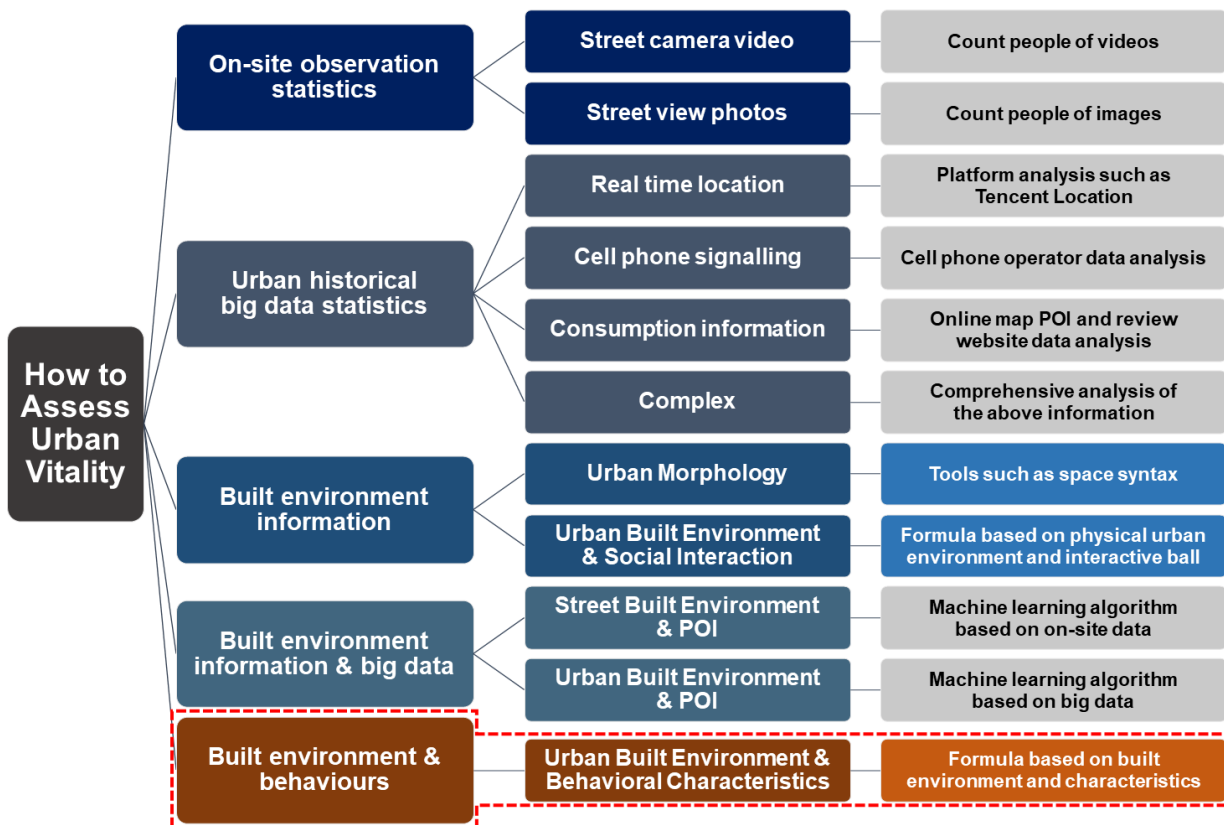 How to
Assess
Urban
Vitality
On-site observation
statistics
Street camera video
Count people of videos
Street view photos
Count people of images
Urban historical
big data statistics
Real time location
Platform analysis such as
Tencent Location
Cell phone signalling
Cell phone operator data analysis
Consumption information
Online map POI and review
website data analysis
Complex
Comprehensive analysis of
the above information
Built environment
information
Urban Morphology
Tools such as space syntax
Urban Built Environment
& Social Interaction
Formula based on physical urban
environment and interactive ball
Built environment
information & big data
Street Built Environment
& POI
Machine learning algorithm
based on on-site data
Urban Built Environment
& POI
Machine learning algorithm
based on big data
Built environment &
behaviours
Urban Built Environment &
Behavioral Characteristics
Formula based on built
environment and characteristics